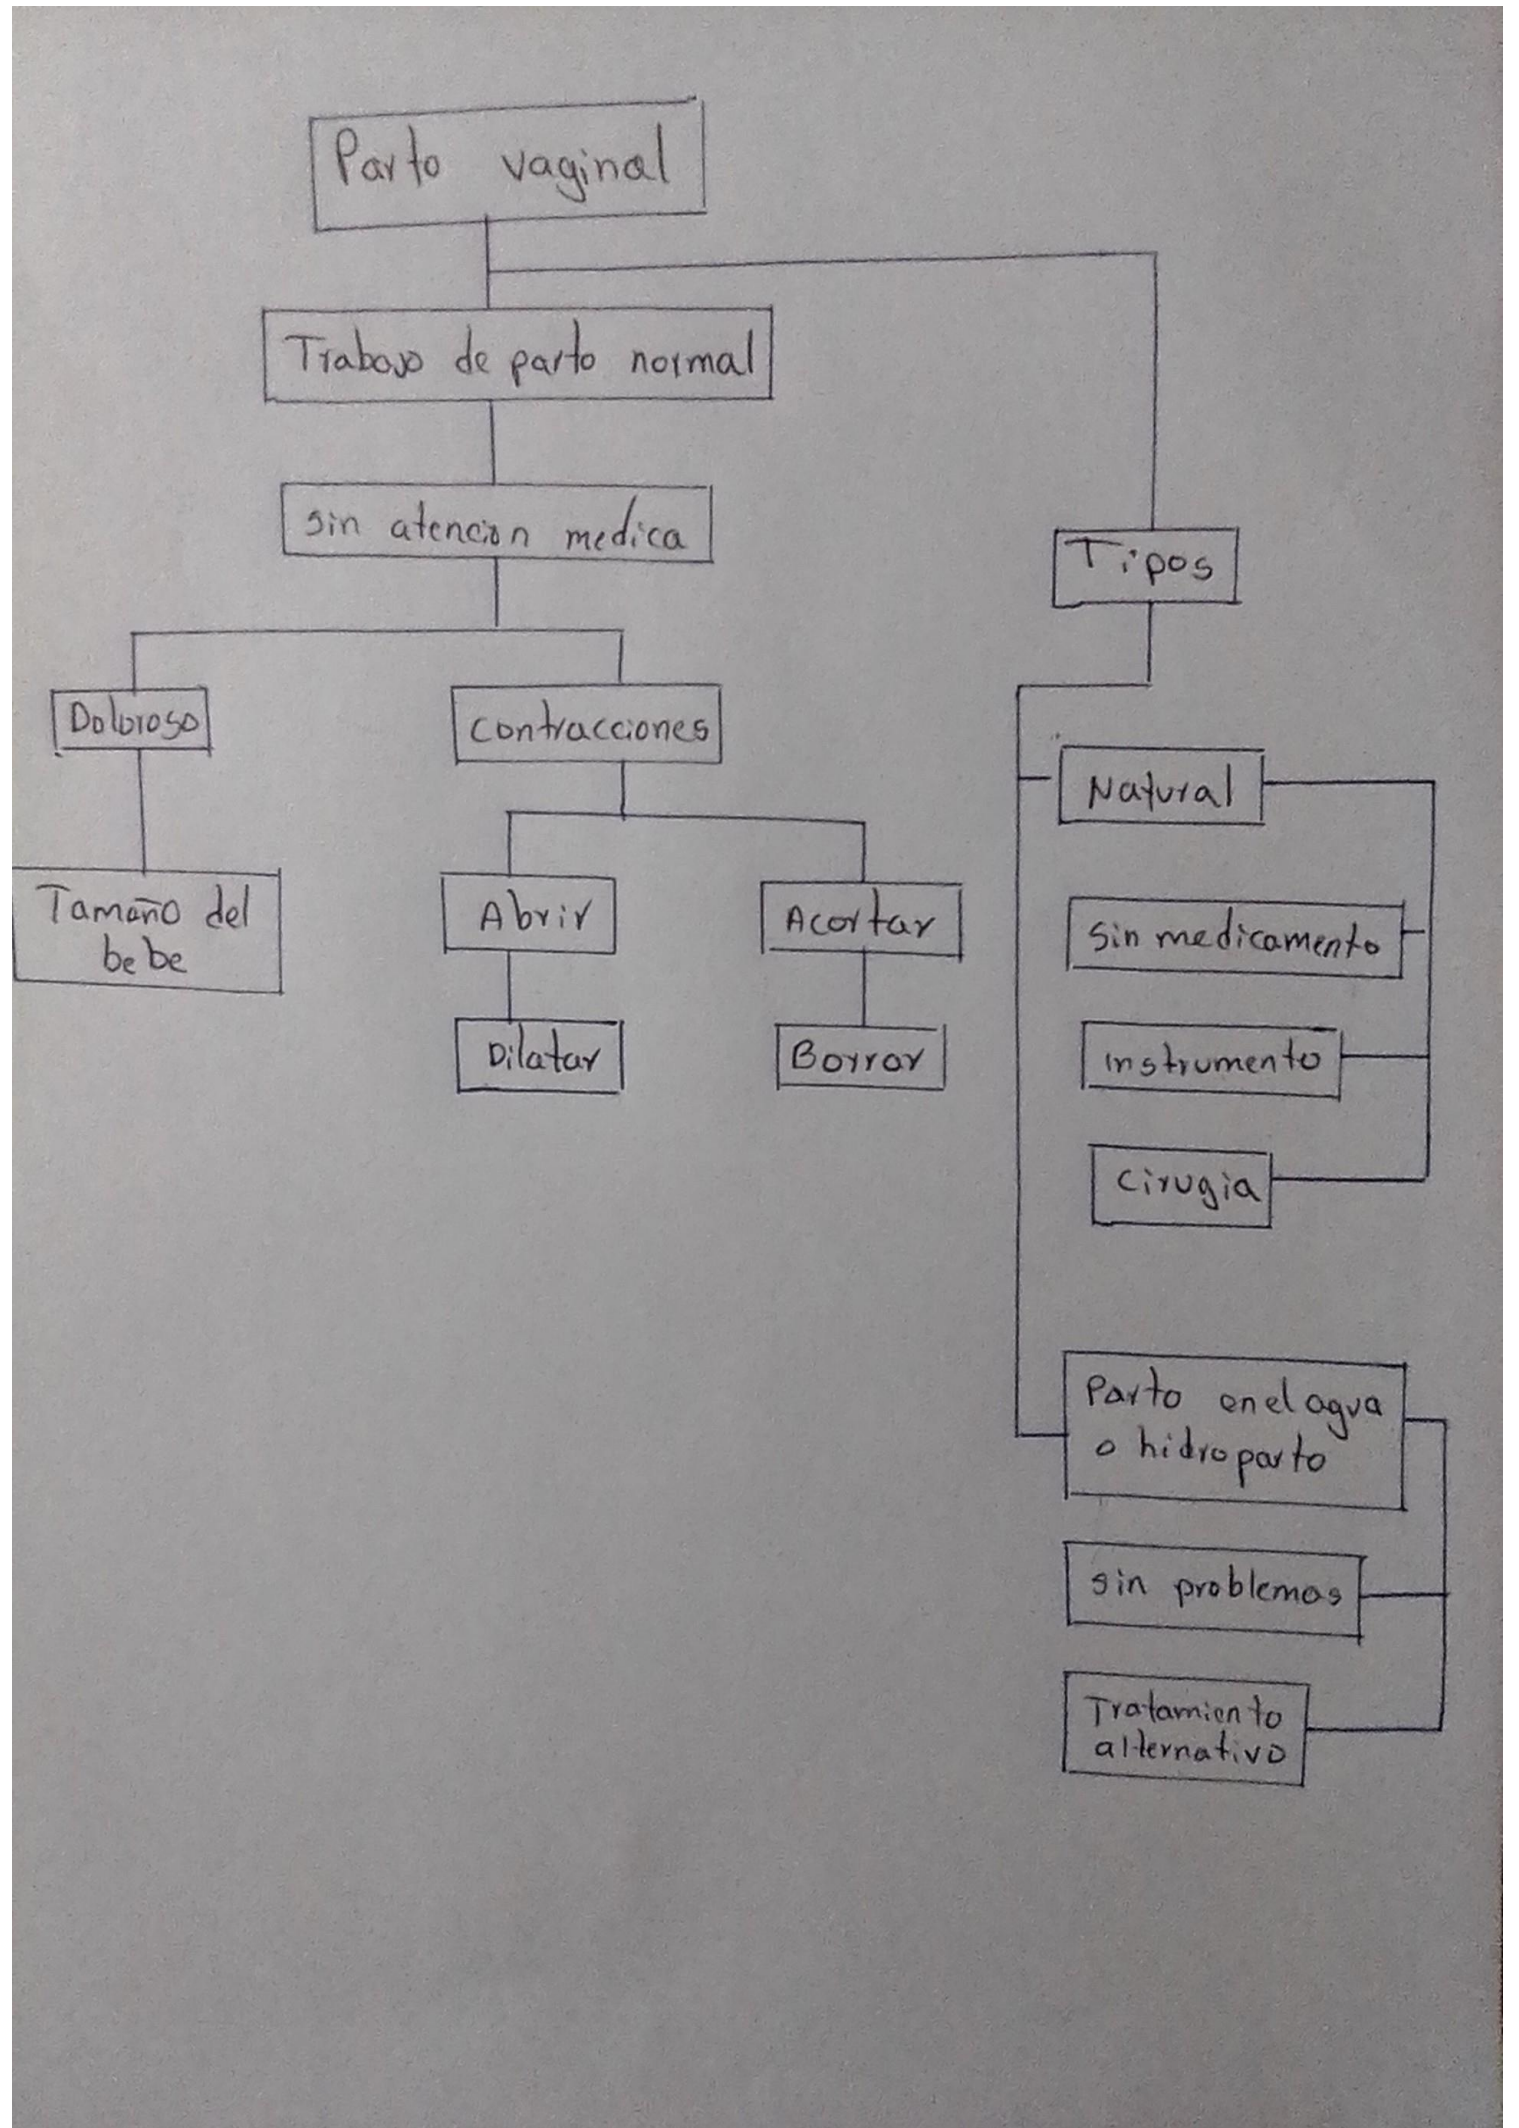 Parto vaginal
Trabajo de parto normal
sin atencion medica
Tipos
Doloroso
contracciones
Natural
Tamaño del
bebe
Abrir
Acortar
sin medicamento
Dilatar
Borrar
instrumento
cirugia
Parto en el agua
o hidroparto
sin problemas
Tratamiento
alternativo